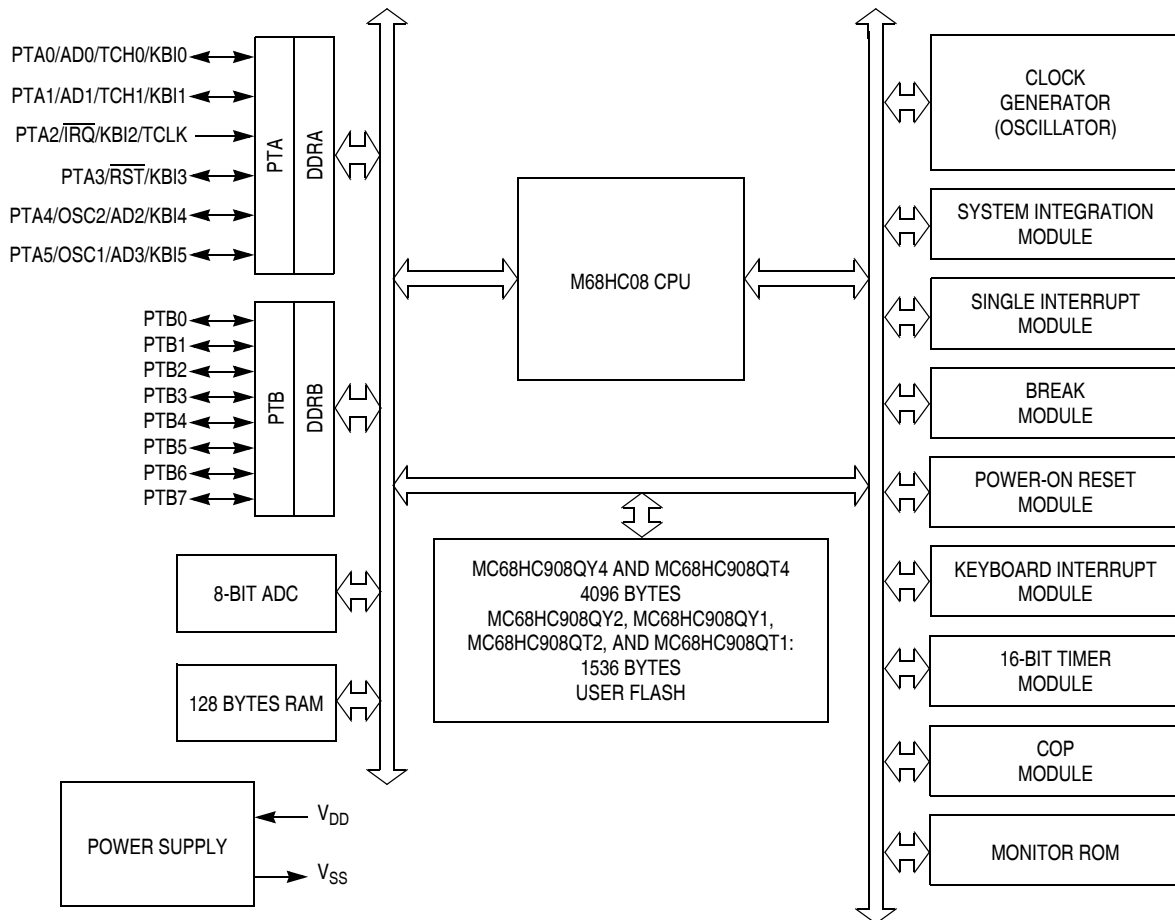 PTA0/AD0/TCH0/KBI0
PTA1/AD1/TCH1/KBI1
PTA2/IRQ/KBI2/TCLK
PTA3/RST/KBI3
PTA4/OSC2/AD2/KBI4
PTA5/OSC1/AD3/KBI5
PTA
DDRA
PTB0
PTB1
PTB2
PTB3
PTB4
PTB5
PTB6
PTB7
PTB
DDRB
8-BIT ADC
128 BYTES RAM
POWER SUPPLY
VDD
VSS
M68HC08 CPU
MC68HC908QY4 AND MC68HC908QT4
4096 BYTES
MC68HC908QY2, MC68HC908QY1,
MC68HC908QT2, AND MC68HC908QT1:
1536 BYTES
USER FLASH
CLOCK
GENERATOR
(OSCILLATOR)
SYSTEM INTEGRATION
MODULE
SINGLE INTERRUPT
MODULE
BREAK
MODULE
POWER-ON RESET
MODULE
KEYBOARD INTERRUPT
MODULE
16-BIT TIMER
MODULE
COP
MODULE
MONITOR ROM